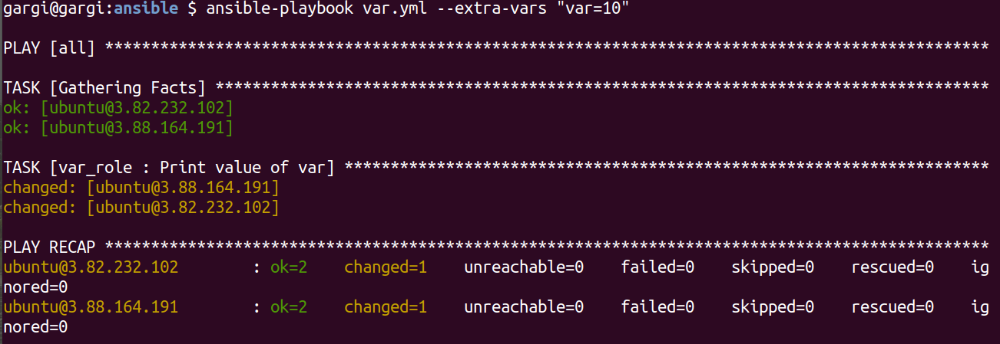 gargi@gargi:ansible $ ansible-playbook var.yml --extra-vars "var=10"
PLAY [all] ************************************************************************************************
TASK [Gathering Facts] ************************************************************************************
ok: [ubuntu@3.82.232.102]
ok: [ubuntu@3.88.164.191]
TASK [var_role : Print value of var] **********************************************************************
changed: [ubuntu@3.88.164.191]
changed: [ubuntu@3.82.232.102]
PLAY RECAP ************************************************************************************************
ubuntu@3.82.232.102        : ok=2    changed=1    unreachable=0    failed=0    skipped=0    rescued=0    ig
nored=0
ubuntu@3.88.164.191        : ok=2    changed=1    unreachable=0    failed=0    skipped=0    rescued=0    ig
nored=0